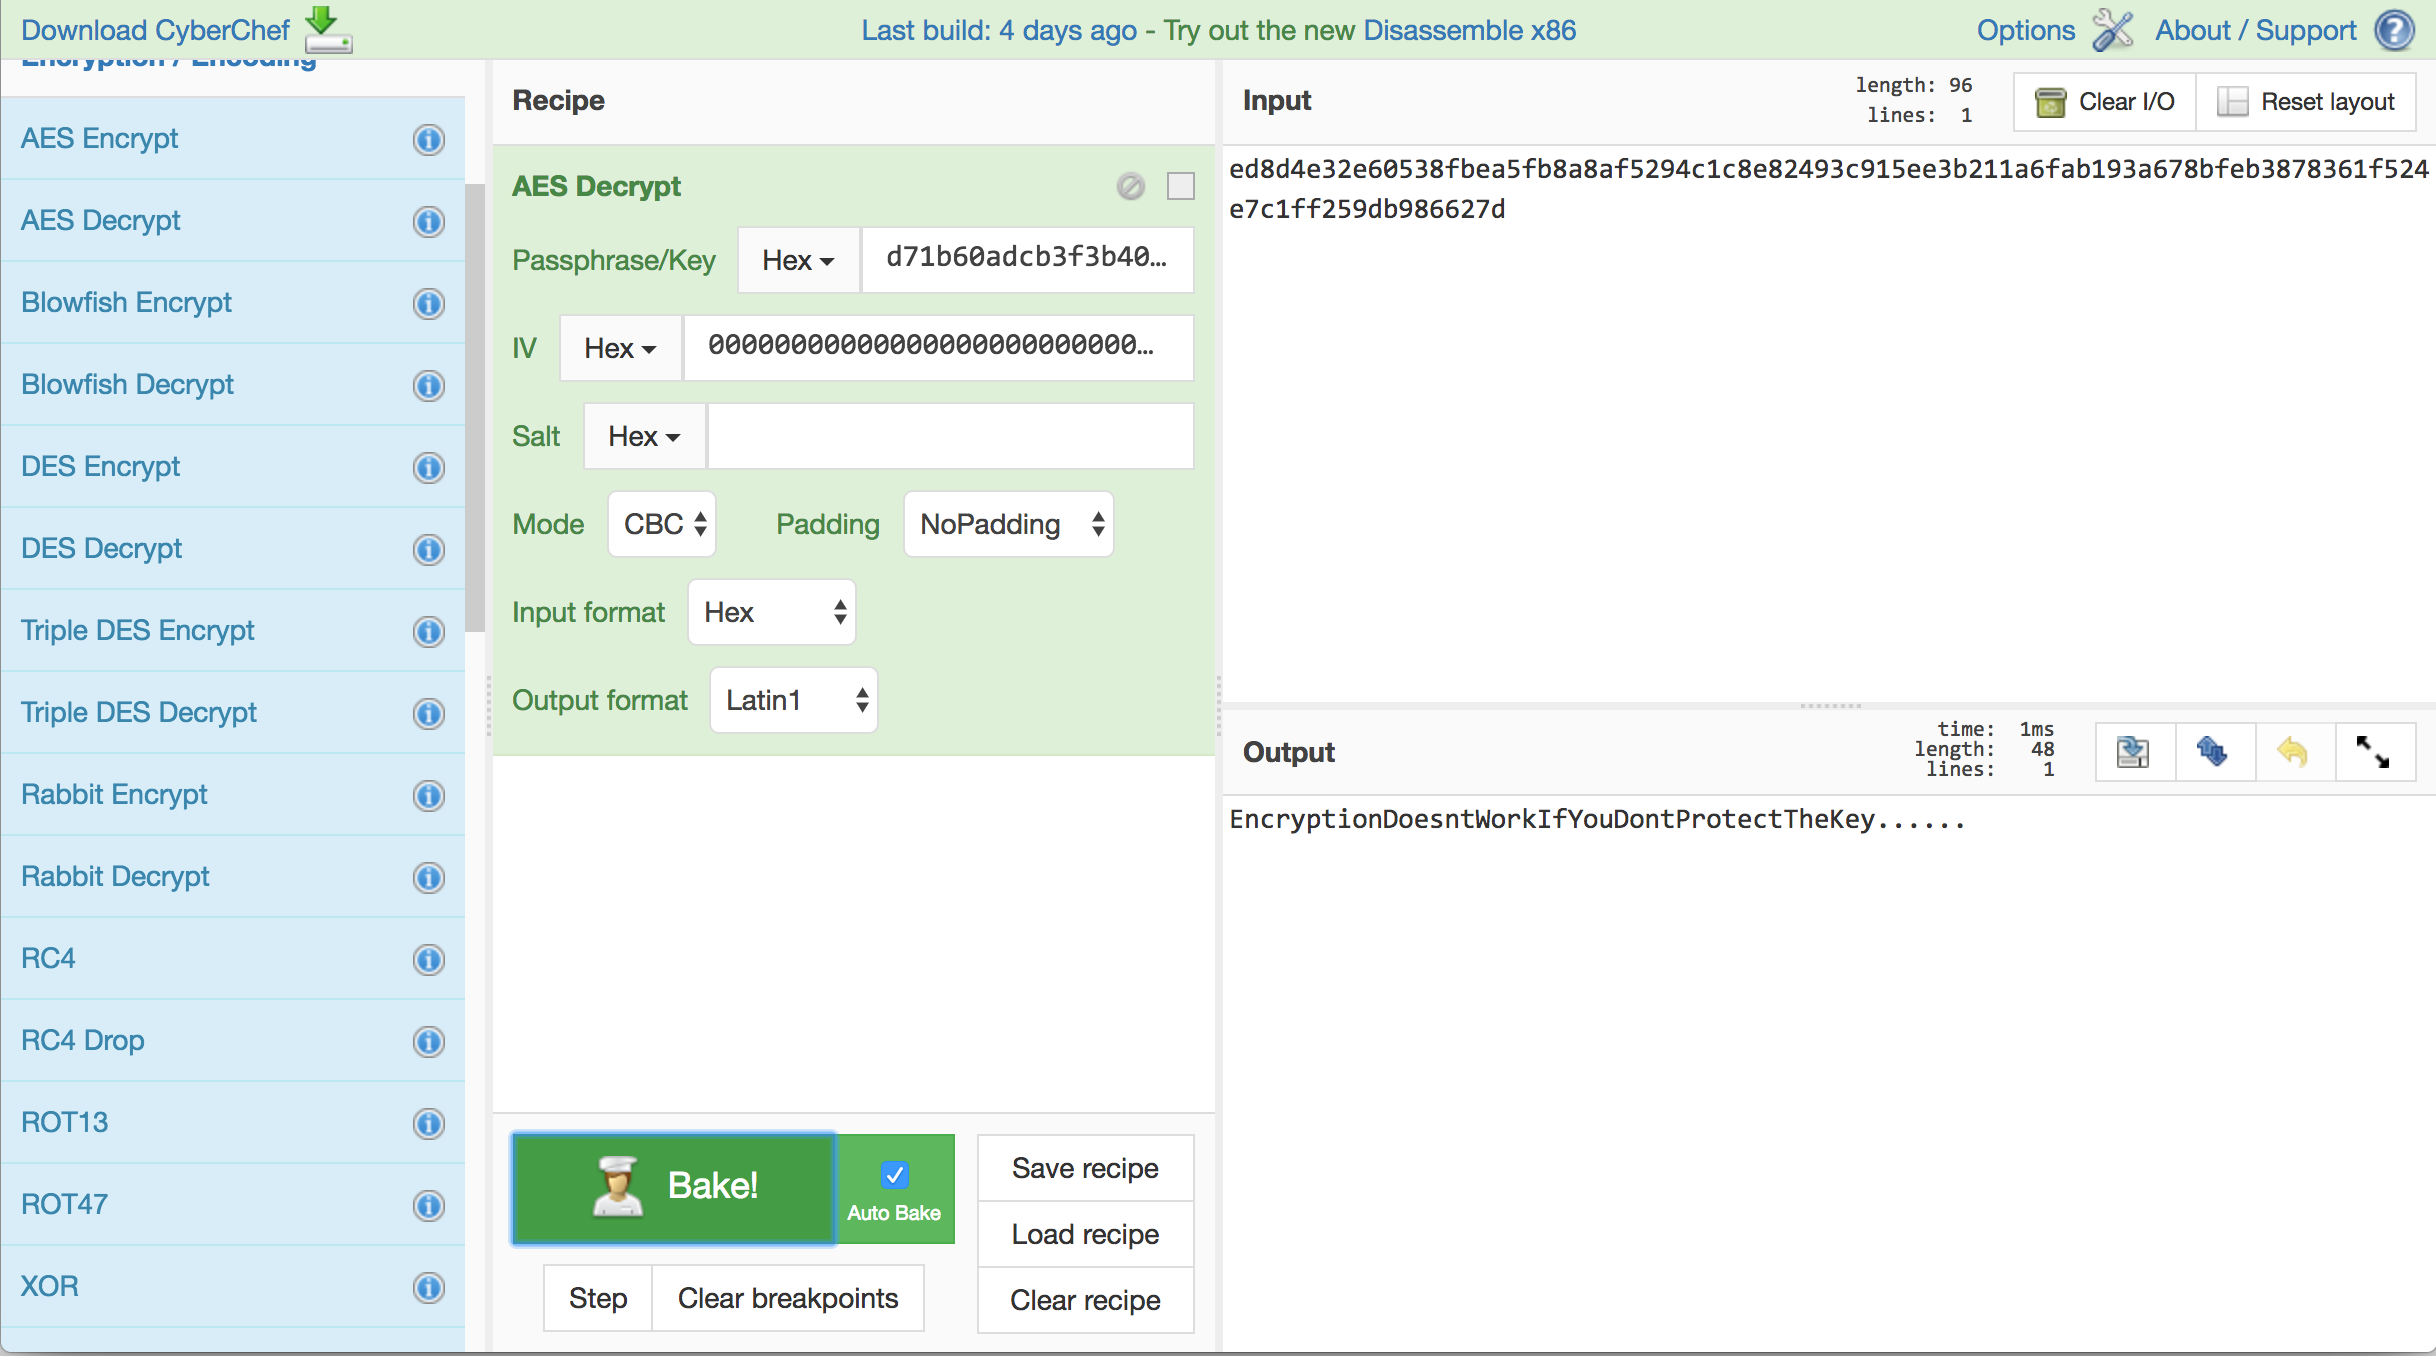 Download CyberChef
Last build: 4 days ago - Try out the new Disassemble x86
Options
About / Support
Encryption / Encoding
AES Encrypt
AES Decrypt
Blowfish Encrypt
Blowfish Decrypt
DES Encrypt
DES Decrypt
Triple DES Encrypt
Triple DES Decrypt
Rabbit Encrypt
Rabbit Decrypt
RC4
RC4 Drop
ROT13
ROT47
XOR
Recipe
AES Decrypt
Passphrase/Key Hex d71b60adcb3f3b40...
IV Hex 00000000000000000000000000...
Salt Hex
Mode CBC Padding NoPadding
Input format Hex
Output format Latin1
Bake!
Auto Bake
Step
Clear breakpoints
Save recipe
Load recipe
Clear recipe
Input
length: 96
lines: 1
Clear I/O
Reset layout
ed8d4e32e60538fbea5fb8a8af5294c1c8e82493c915ee3b211a6fab193a678bfeb3878361f524
e7c1ff259db986627d
Output
time: 1ms
length: 48
lines: 1
EncryptionDoesntWorkIfYouDontProtectTheKey......